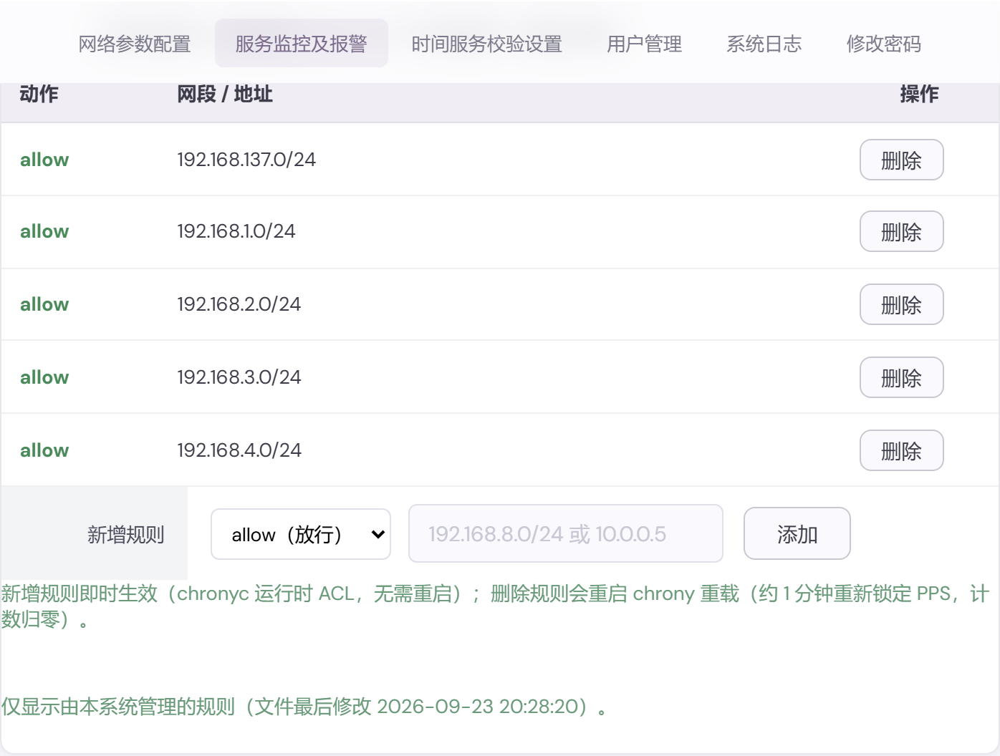 网络参数配置 服务监控及报警 时间服务校验设置 用户管理 系统日志 修改密码
动作 网段 / 地址 操作
allow 192.168.137.0/24 删除
allow 192.168.1.0/24 删除
allow 192.168.2.0/24 删除
allow 192.168.3.0/24 删除
allow 192.168.4.0/24 删除
新增规则 allow（放行） 192.168.8.0/24 或 10.0.0.5 添加
新增规则即时生效（chronyc 运行时 ACL，无需重启）；删除规则会重启 chrony 重载（约 1 分钟重新锁定 PPS，计
数归零）。
仅显示由本系统管理的规则（文件最后修改 2026-09-23 20:28:20）。